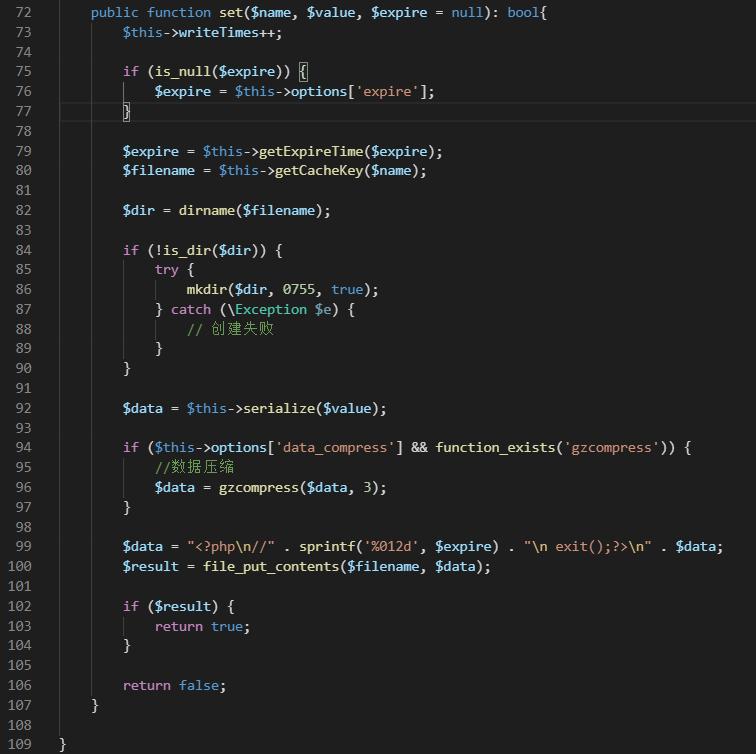 72 public function set($name, $value, $expire = null): bool{
73 $this->writeTimes++;
74
75 if (is_null($expire)) {
76 $expire = $this->options['expire'];
77 }
78
79 $expire = $this->getExpireTime($expire);
80 $filename = $this->getCacheKey($name);
81
82 $dir = dirname($filename);
83
84 if (!is_dir($dir)) {
85 try {
86 mkdir($dir, 0755, true);
87 } catch (\Exception $e) {
88 // 创建失败
89 }
90 }
91
92 $data = $this->serialize($value);
93
94 if ($this->options['data_compress'] && function_exists('gzcompress')) {
95 //数据压缩
96 $data = gzcompress($data, 3);
97 }
98
99 $data = "<?php\n//" . sprintf('%012d', $expire) . "\n exit();?>\n" . $data;
100 $result = file_put_contents($filename, $data);
101
102 if ($result) {
103 return true;
104 }
105
106 return false;
107 }
108
109 }